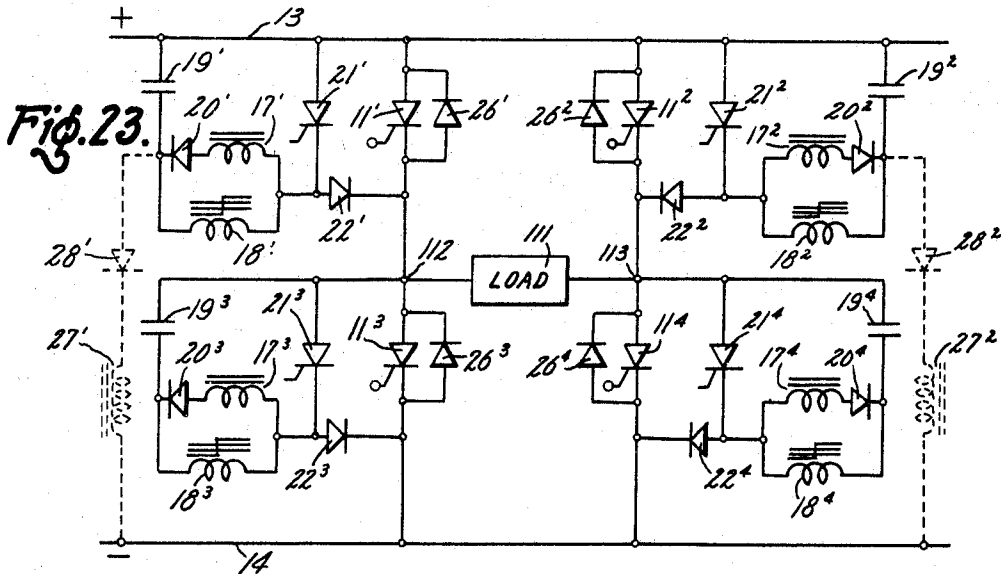 + 13
19' 21' 11' 26' 26² 11² 21² 19²
Fig.23. 20' 17' 17² 20²
22' 22²
18' 18²
28' 112 111 113 28²
LOAD
19³ 21³ 11³ 11⁴ 21⁴ 19⁴
27' 20³ 17³ 26³ 26⁴ 17⁴ 20⁴ 27²
18³ 22³ 22⁴ 18⁴
− 14